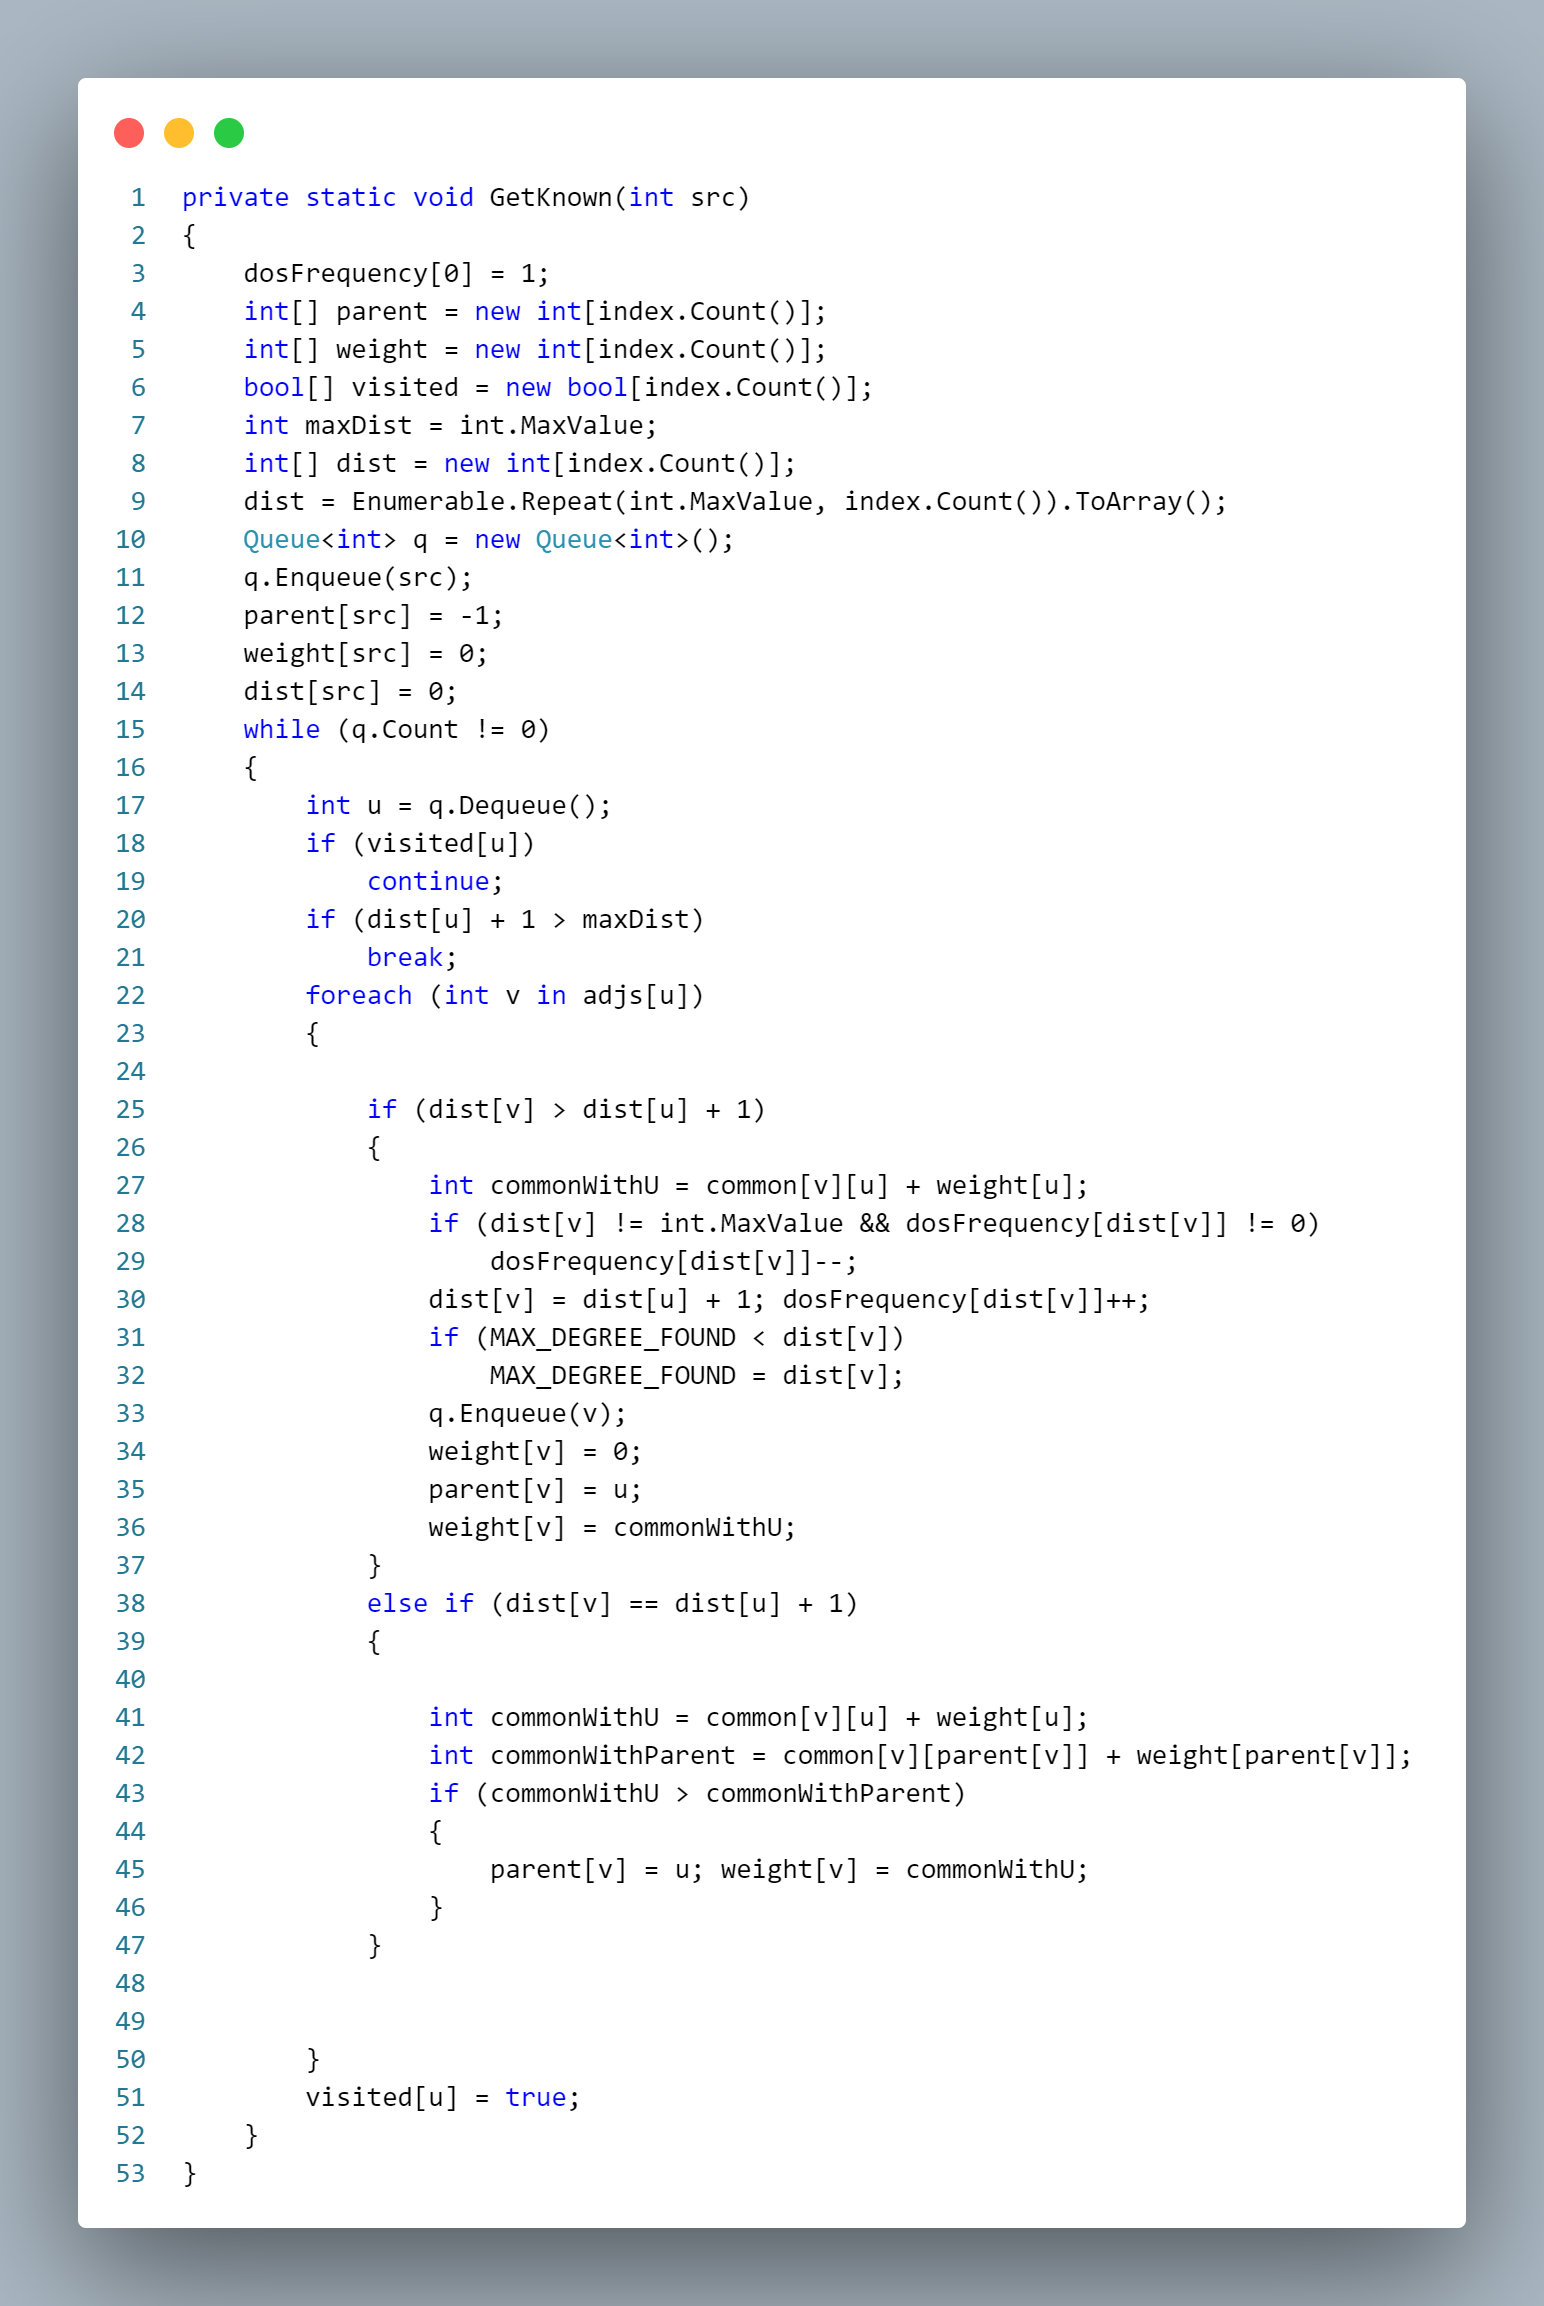 1 private static void GetKnown(int src)
2 {
3     dosFrequency[0] = 1;
4     int[] parent = new int[index.Count()];
5     int[] weight = new int[index.Count()];
6     bool[] visited = new bool[index.Count()];
7     int maxDist = int.MaxValue;
8     int[] dist = new int[index.Count()];
9     dist = Enumerable.Repeat(int.MaxValue, index.Count()).ToArray();
10     Queue<int> q = new Queue<int>();
11     q.Enqueue(src);
12     parent[src] = -1;
13     weight[src] = 0;
14     dist[src] = 0;
15     while (q.Count != 0)
16     {
17         int u = q.Dequeue();
18         if (visited[u])
19             continue;
20         if (dist[u] + 1 > maxDist)
21             break;
22         foreach (int v in adjs[u])
23         {
24
25             if (dist[v] > dist[u] + 1)
26             {
27                 int commonWithU = common[v][u] + weight[u];
28                 if (dist[v] != int.MaxValue && dosFrequency[dist[v]] != 0)
29                     dosFrequency[dist[v]]--;
30                 dist[v] = dist[u] + 1; dosFrequency[dist[v]]++;
31                 if (MAX_DEGREE_FOUND < dist[v])
32                     MAX_DEGREE_FOUND = dist[v];
33                 q.Enqueue(v);
34                 weight[v] = 0;
35                 parent[v] = u;
36                 weight[v] = commonWithU;
37             }
38             else if (dist[v] == dist[u] + 1)
39             {
40
41                 int commonWithU = common[v][u] + weight[u];
42                 int commonWithParent = common[v][parent[v]] + weight[parent[v]];
43                 if (commonWithU > commonWithParent)
44                 {
45                     parent[v] = u; weight[v] = commonWithU;
46                 }
47             }
48
49
50         }
51         visited[u] = true;
52     }
53 }